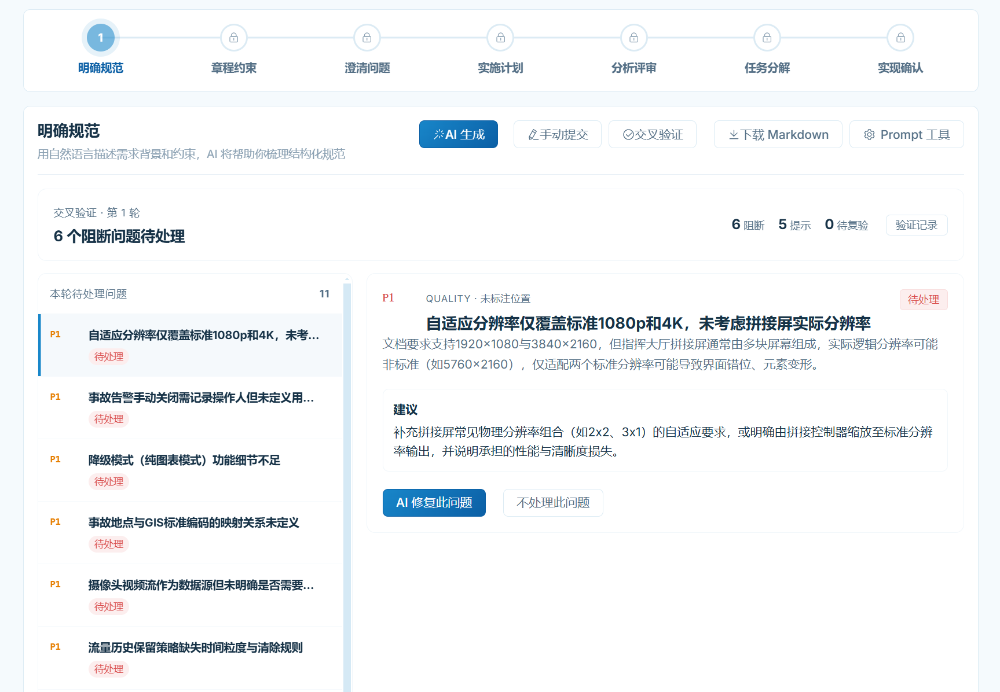 1
明确规范
章程约束
澄清问题
实施计划
分析评审
任务分解
实现确认
明确规范
用自然语言描述需求背景和约束，AI 将帮助你梳理结构化规范
AI 生成
手动提交
交叉验证
下载 Markdown
Prompt 工具
交叉验证 · 第 1 轮
6 个阻断问题待处理
6 阻断
5 提示
0 待复验
验证记录
本轮待处理问题
11
P1
自适应分辨率仅覆盖标准1080p和4K，未考...
待处理
P1
事故告警手动关闭需记录操作人但未定义用...
待处理
P1
降级模式（纯图表模式）功能细节不足
待处理
P1
事故地点与GIS标准编码的映射关系未定义
待处理
P1
摄像头视频流作为数据源但未明确是否需要...
待处理
P1
流量历史保留策略缺失时间粒度与清除规则
待处理
P1
QUALITY · 未标注位置
待处理
自适应分辨率仅覆盖标准1080p和4K，未考虑拼接屏实际分辨率
文档要求支持1920×1080与3840×2160，但指挥大厅拼接屏通常由多块屏幕组成，实际逻辑分辨率可能
非标准（如5760×2160），仅适配两个标准分辨率可能导致界面错位、元素变形。
建议
补充拼接屏常见物理分辨率组合（如2x2、3x1）的自适应要求，或明确由拼接控制器缩放至标准分辨
率输出，并说明承担的性能与清晰度损失。
AI 修复此问题
不处理此问题